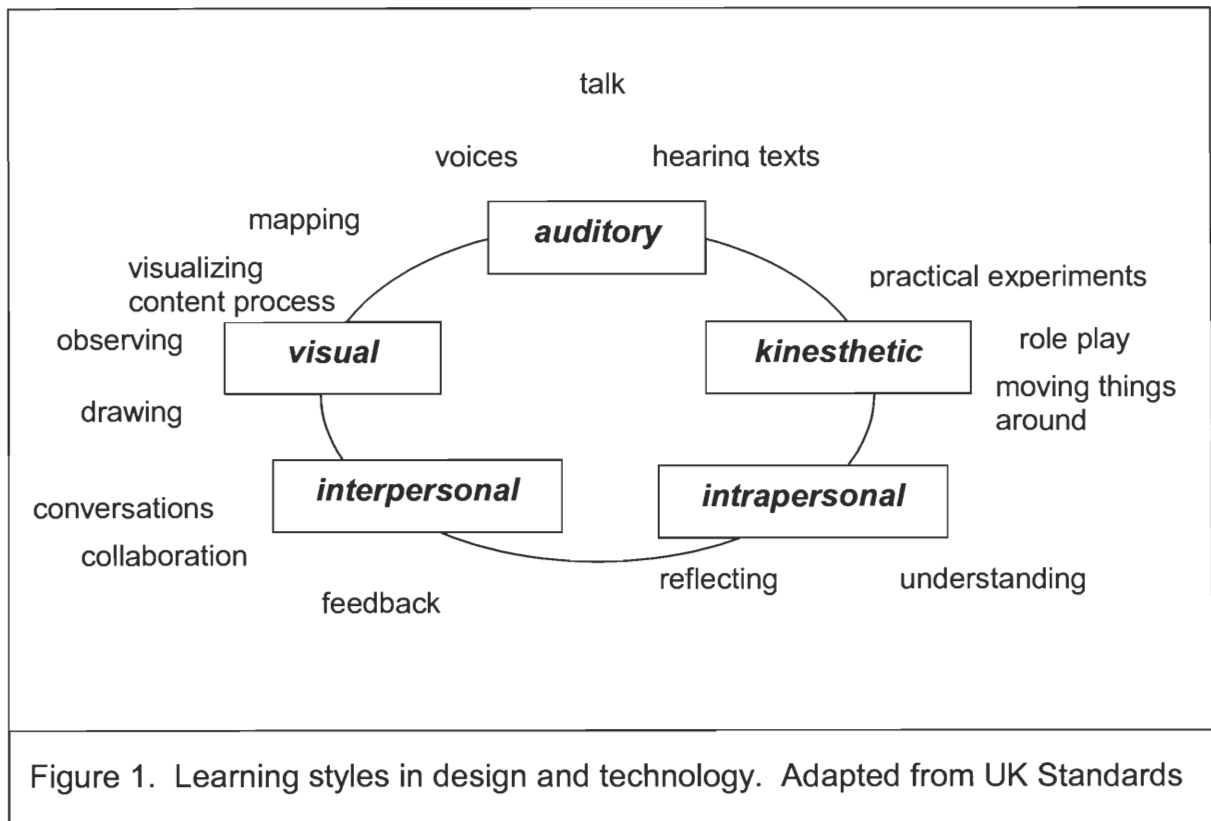 talk
voices
hearing texts
mapping
auditory
visualizing
content process
practical experiments
observing
visual
kinesthetic
role play
drawing
moving things
around
interpersonal
intrapersonal
conversations
collaboration
reflecting
understanding
feedback
Figure 1. Learning styles in design and technology. Adapted from UK Standards